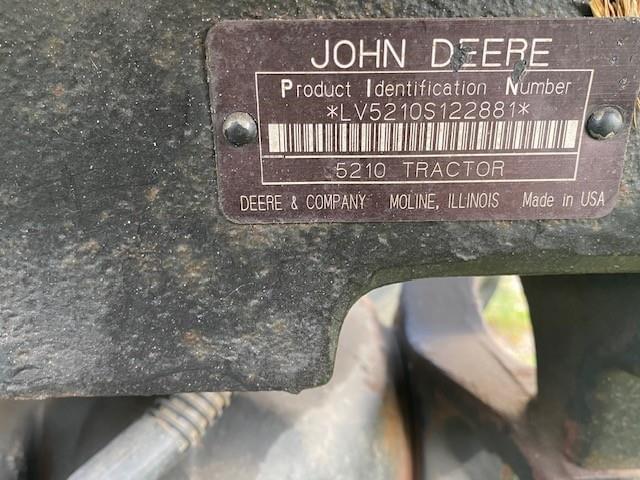 JOHN DEERE
Product Identification Number
*LV5210S122881*
5210 TRACTOR
DEERE & COMPANY MOLINE, ILLINOIS Made in USA